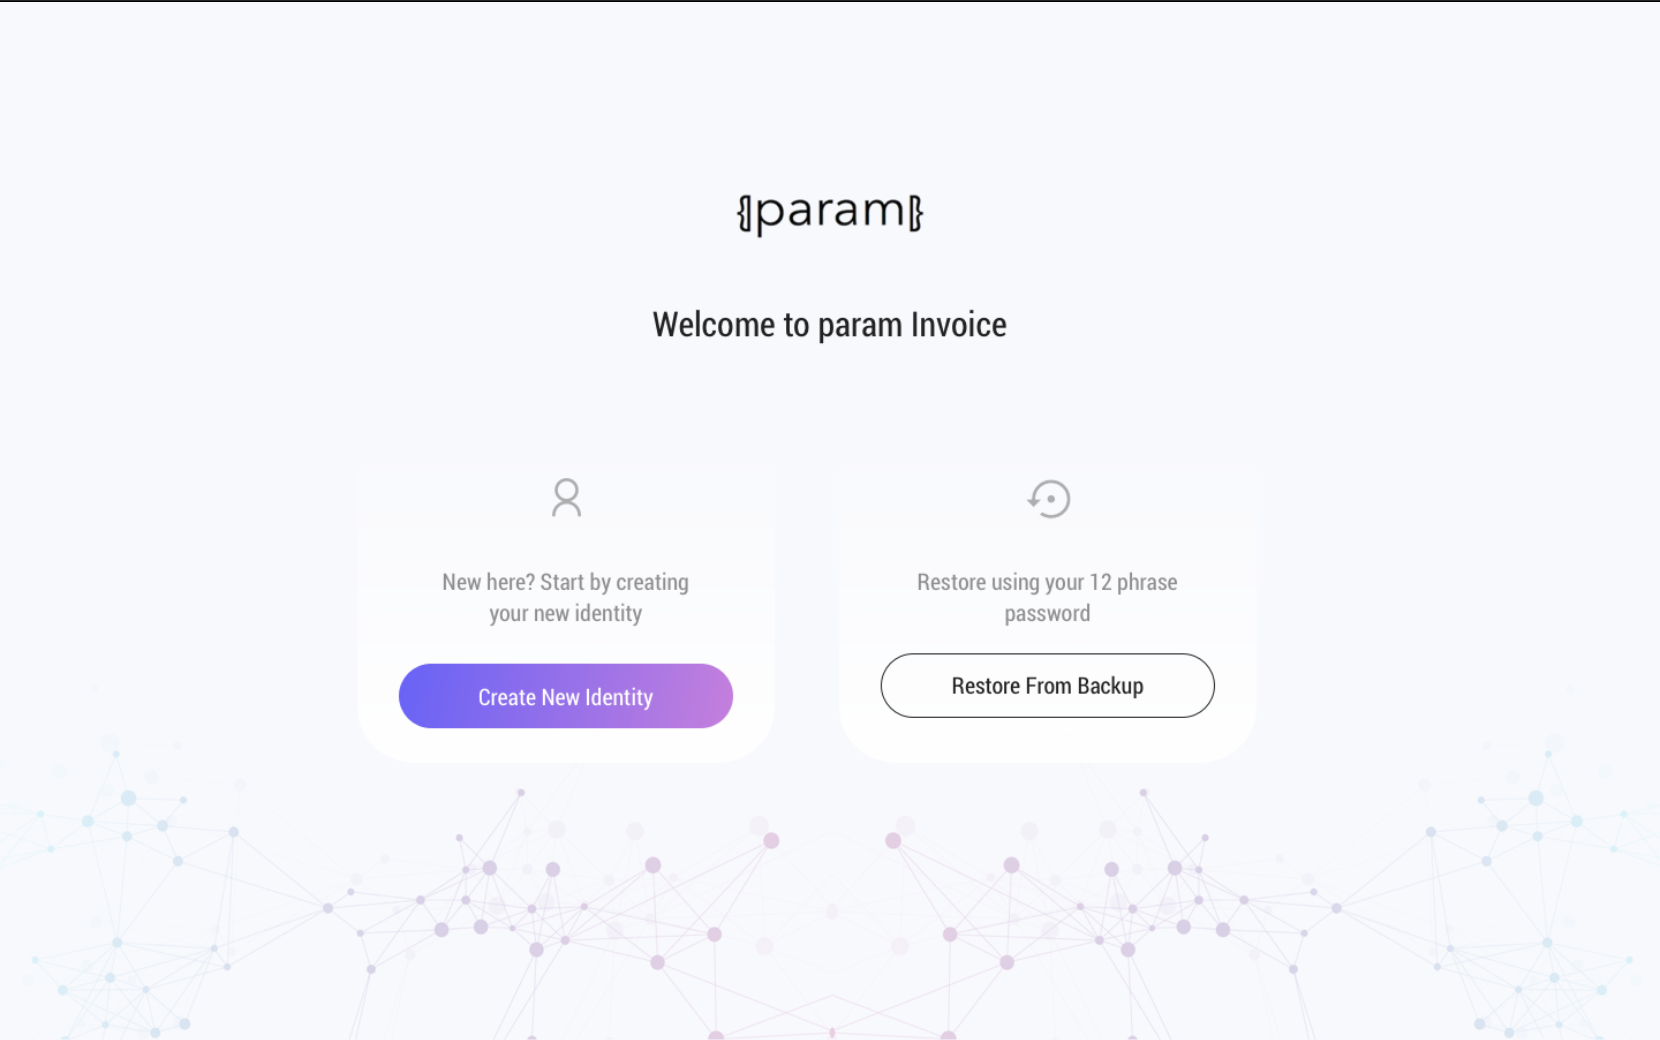 {[param]}
Welcome to param Invoice
New here? Start by creating
your new identity
Create New Identity
Restore using your 12 phrase
password
Restore From Backup